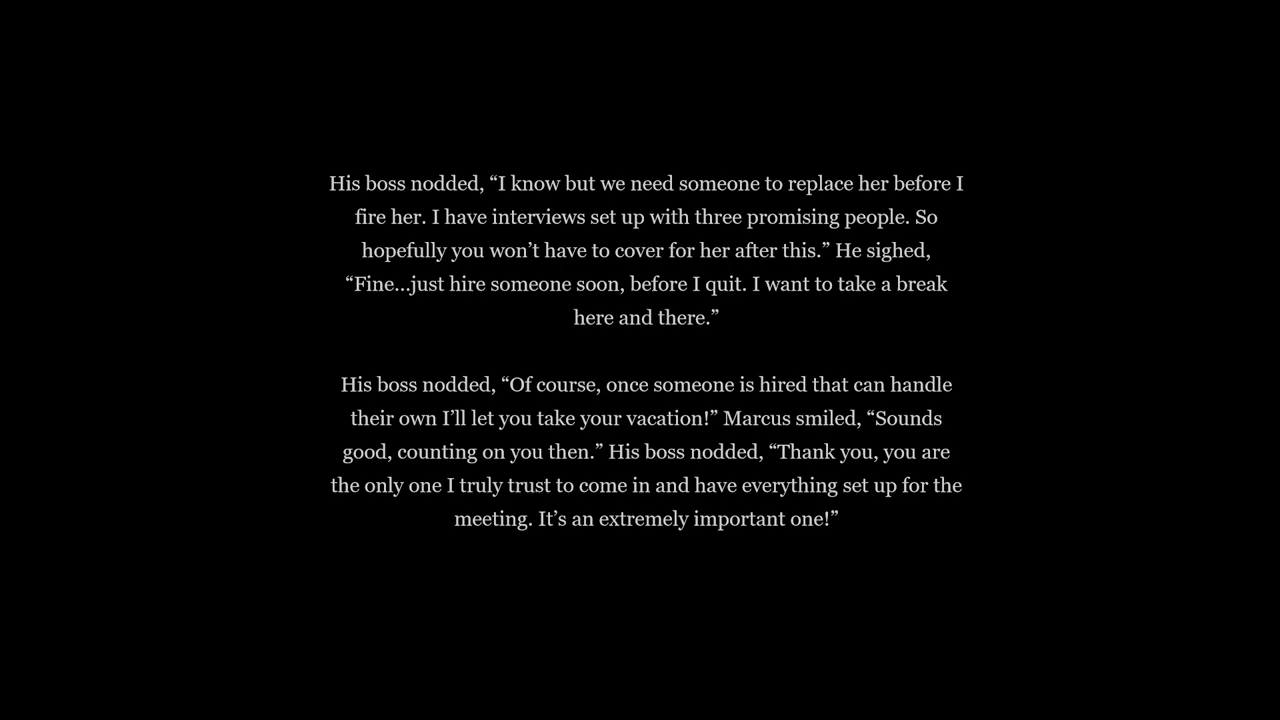 His boss nodded, “I know but we need someone to replace her before I
fire her. I have interviews set up with three promising people. So
hopefully you won’t have to cover for her after this.” He sighed,
“Fine...just hire someone soon, before I quit. I want to take a break
here and there.”
His boss nodded, “Of course, once someone is hired that can handle
their own I’ll let you take your vacation!” Marcus smiled, “Sounds
good, counting on you then.” His boss nodded, “Thank you, you are
the only one I truly trust to come in and have everything set up for the
meeting. It’s an extremely important one!”